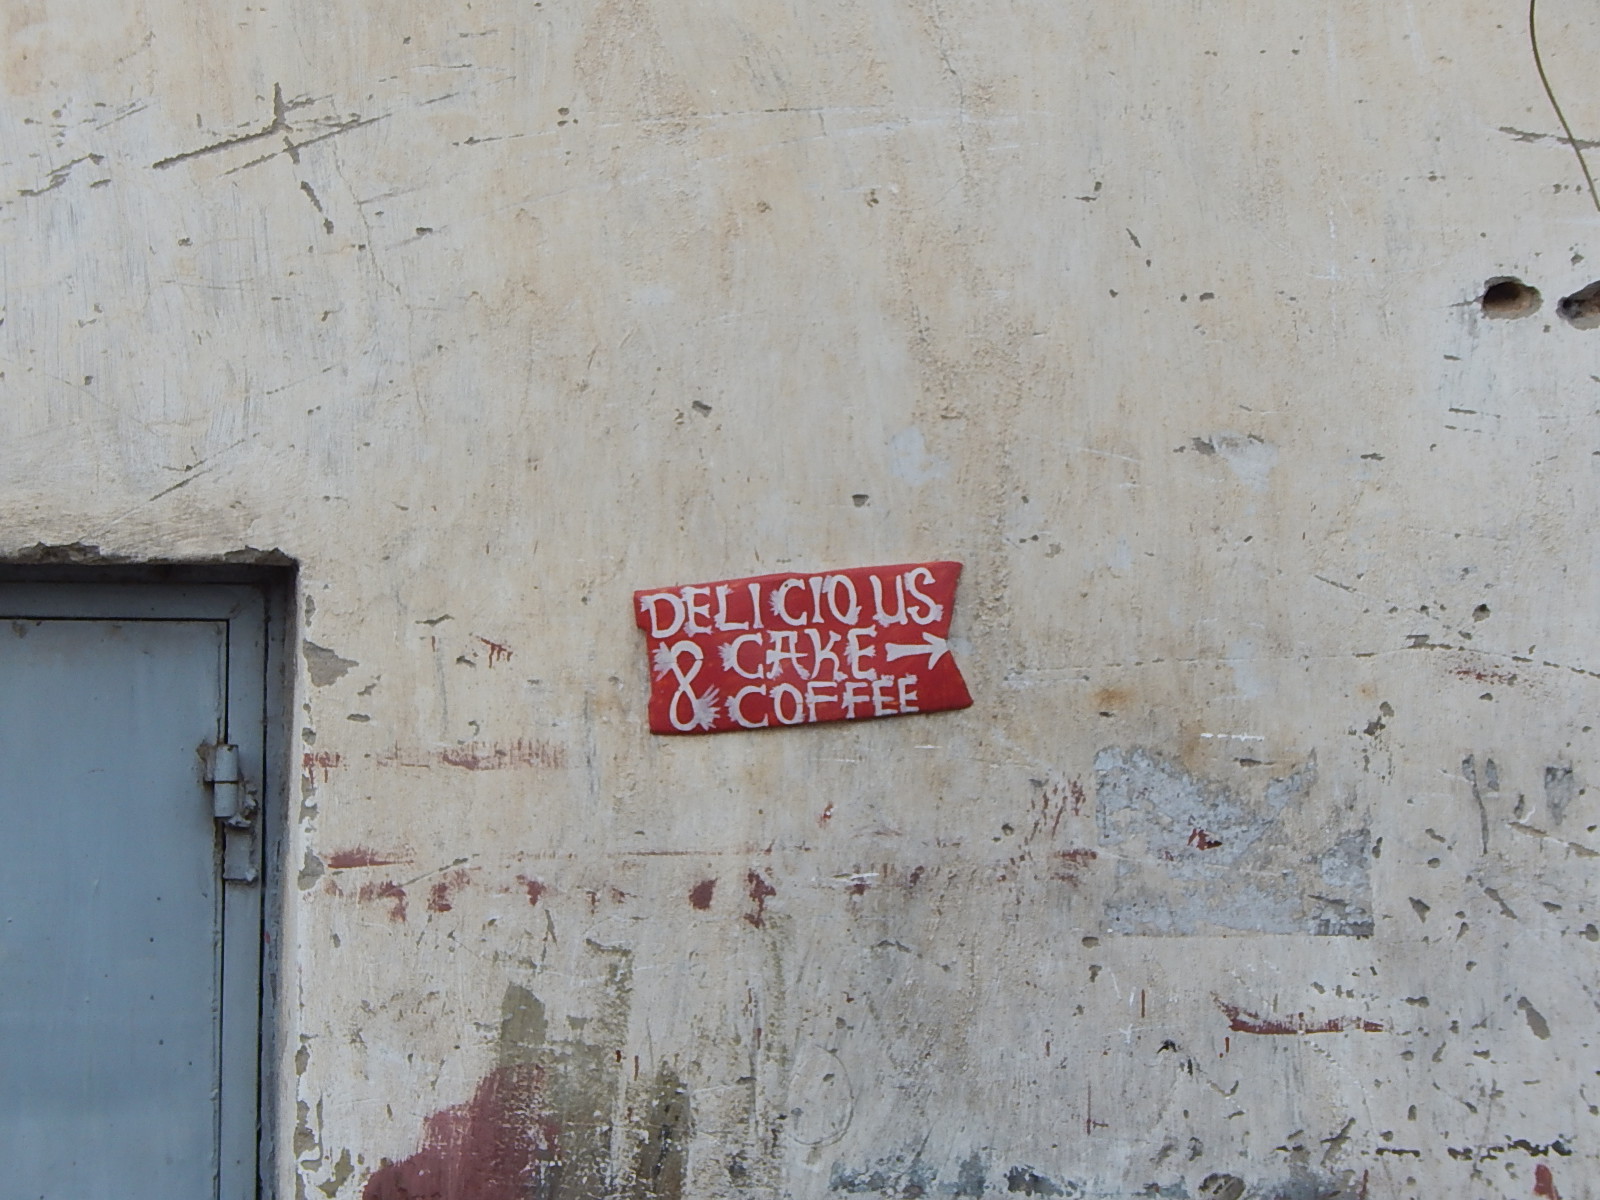 DELICIOUS
& CAKE →
COFFEE